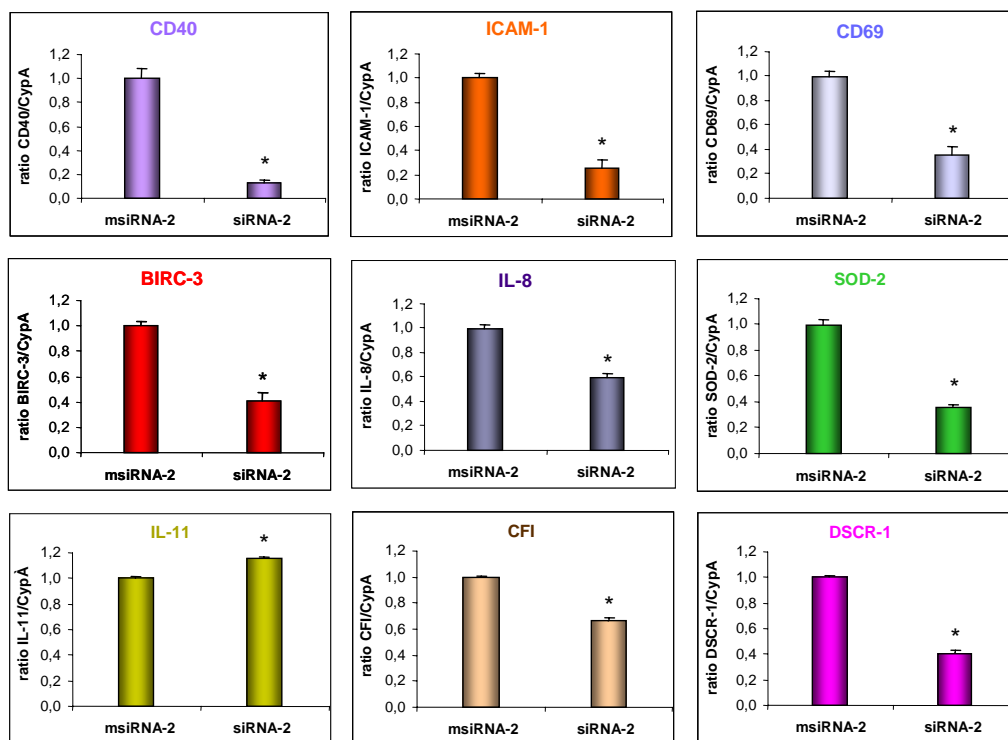 CD40
ratio CD40/CypA
1,2
1,0
0,8
0,6
0,4
0,2
0,0
*
msiRNA-2 siRNA-2
ICAM-1
ratio ICAM-1/CypA
1,2
1,0
0,8
0,6
0,4
0,2
0,0
*
msiRNA-2 siRNA-2
CD69
ratio CD69/CypA
1,2
1,0
0,8
0,6
0,4
0,2
0,0
*
msiRNA-2 siRNA-2
BIRC-3
ratio BIRC-3/CypA
1,2
1,0
0,8
0,6
0,4
0,2
0,0
*
msiRNA-2 siRNA-2
IL-8
ratio IL-8/CypA
1,2
1,0
0,8
0,6
0,4
0,2
0,0
*
msiRNA-2 siRNA-2
SOD-2
ratio SOD-2/CypA
1,2
1,0
0,8
0,6
0,4
0,2
0,0
*
msiRNA-2 siRNA-2
IL-11
ratio IL-11/CypA
1,2
1,0
0,8
0,6
0,4
0,2
0,0
*
msiRNA-2 siRNA-2
CFI
ratio CFI/CypA
1,2
1,0
0,8
0,6
0,4
0,2
0,0
*
msiRNA-2 siRNA-2
DSCR-1
ratio DSCR-1/CypA
1,2
1,0
0,8
0,6
0,4
0,2
0,0
*
msiRNA-2 siRNA-2